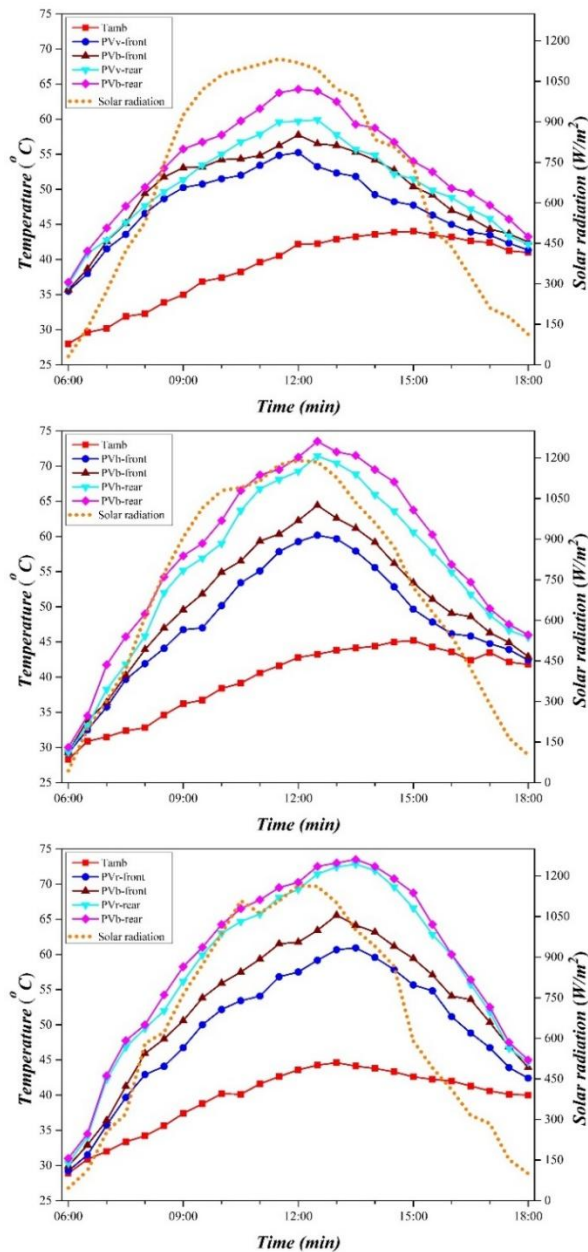 75
70
65
60
55
50
45
40
35
30
25
Temperature ( °C)
Tamb
PVv-front
PVb-front
PVv-rear
PVb-rear
Solar radiation
1200
1050
900
750
600
450
300
150
0
Solar radiation (W/m²)
06:00 09:00 12:00 15:00 18:00
Time (min)
75
70
65
60
55
50
45
40
35
30
25
Temperature ( °C)
Tamb
PVh-front
PVb-front
PVh-rear
PVb-rear
Solar radiation
1200
1050
900
750
600
450
300
150
0
Solar radiation (W/m²)
06:00 09:00 12:00 15:00 18:00
Time (min)
75
70
65
60
55
50
45
40
35
30
25
Temperature ( °C)
Tamb
PVr-front
PVb-front
PVr-rear
PVb-rear
Solar radiation
1200
1050
900
750
600
450
300
150
0
Solar radiation (W/m²)
06:00 09:00 12:00 15:00 18:00
Time (min)